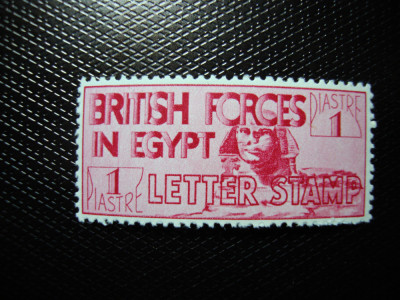 BRITISH FORCES
IN EGYPT
PIASTRE
1
1
PIASTRE
LETTER STAMP